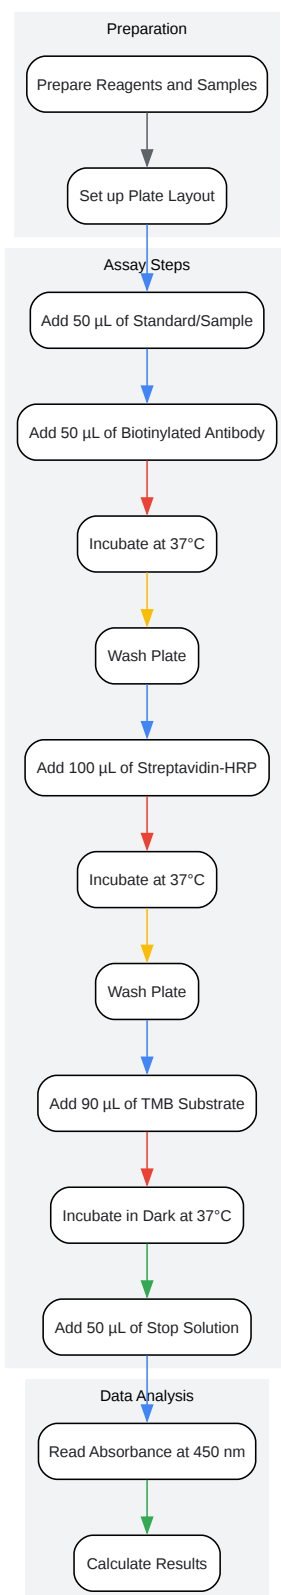 Preparation
Prepare Reagents and Samples
Set up Plate Layout
Assay Steps
Add 50 µL of Standard/Sample
Add 50 µL of Biotinylated Antibody
Incubate at 37°C
Wash Plate
Add 100 µL of Streptavidin-HRP
Incubate at 37°C
Wash Plate
Add 90 µL of TMB Substrate
Incubate in Dark at 37°C
Add 50 µL of Stop Solution
Data Analysis
Read Absorbance at 450 nm
Calculate Results